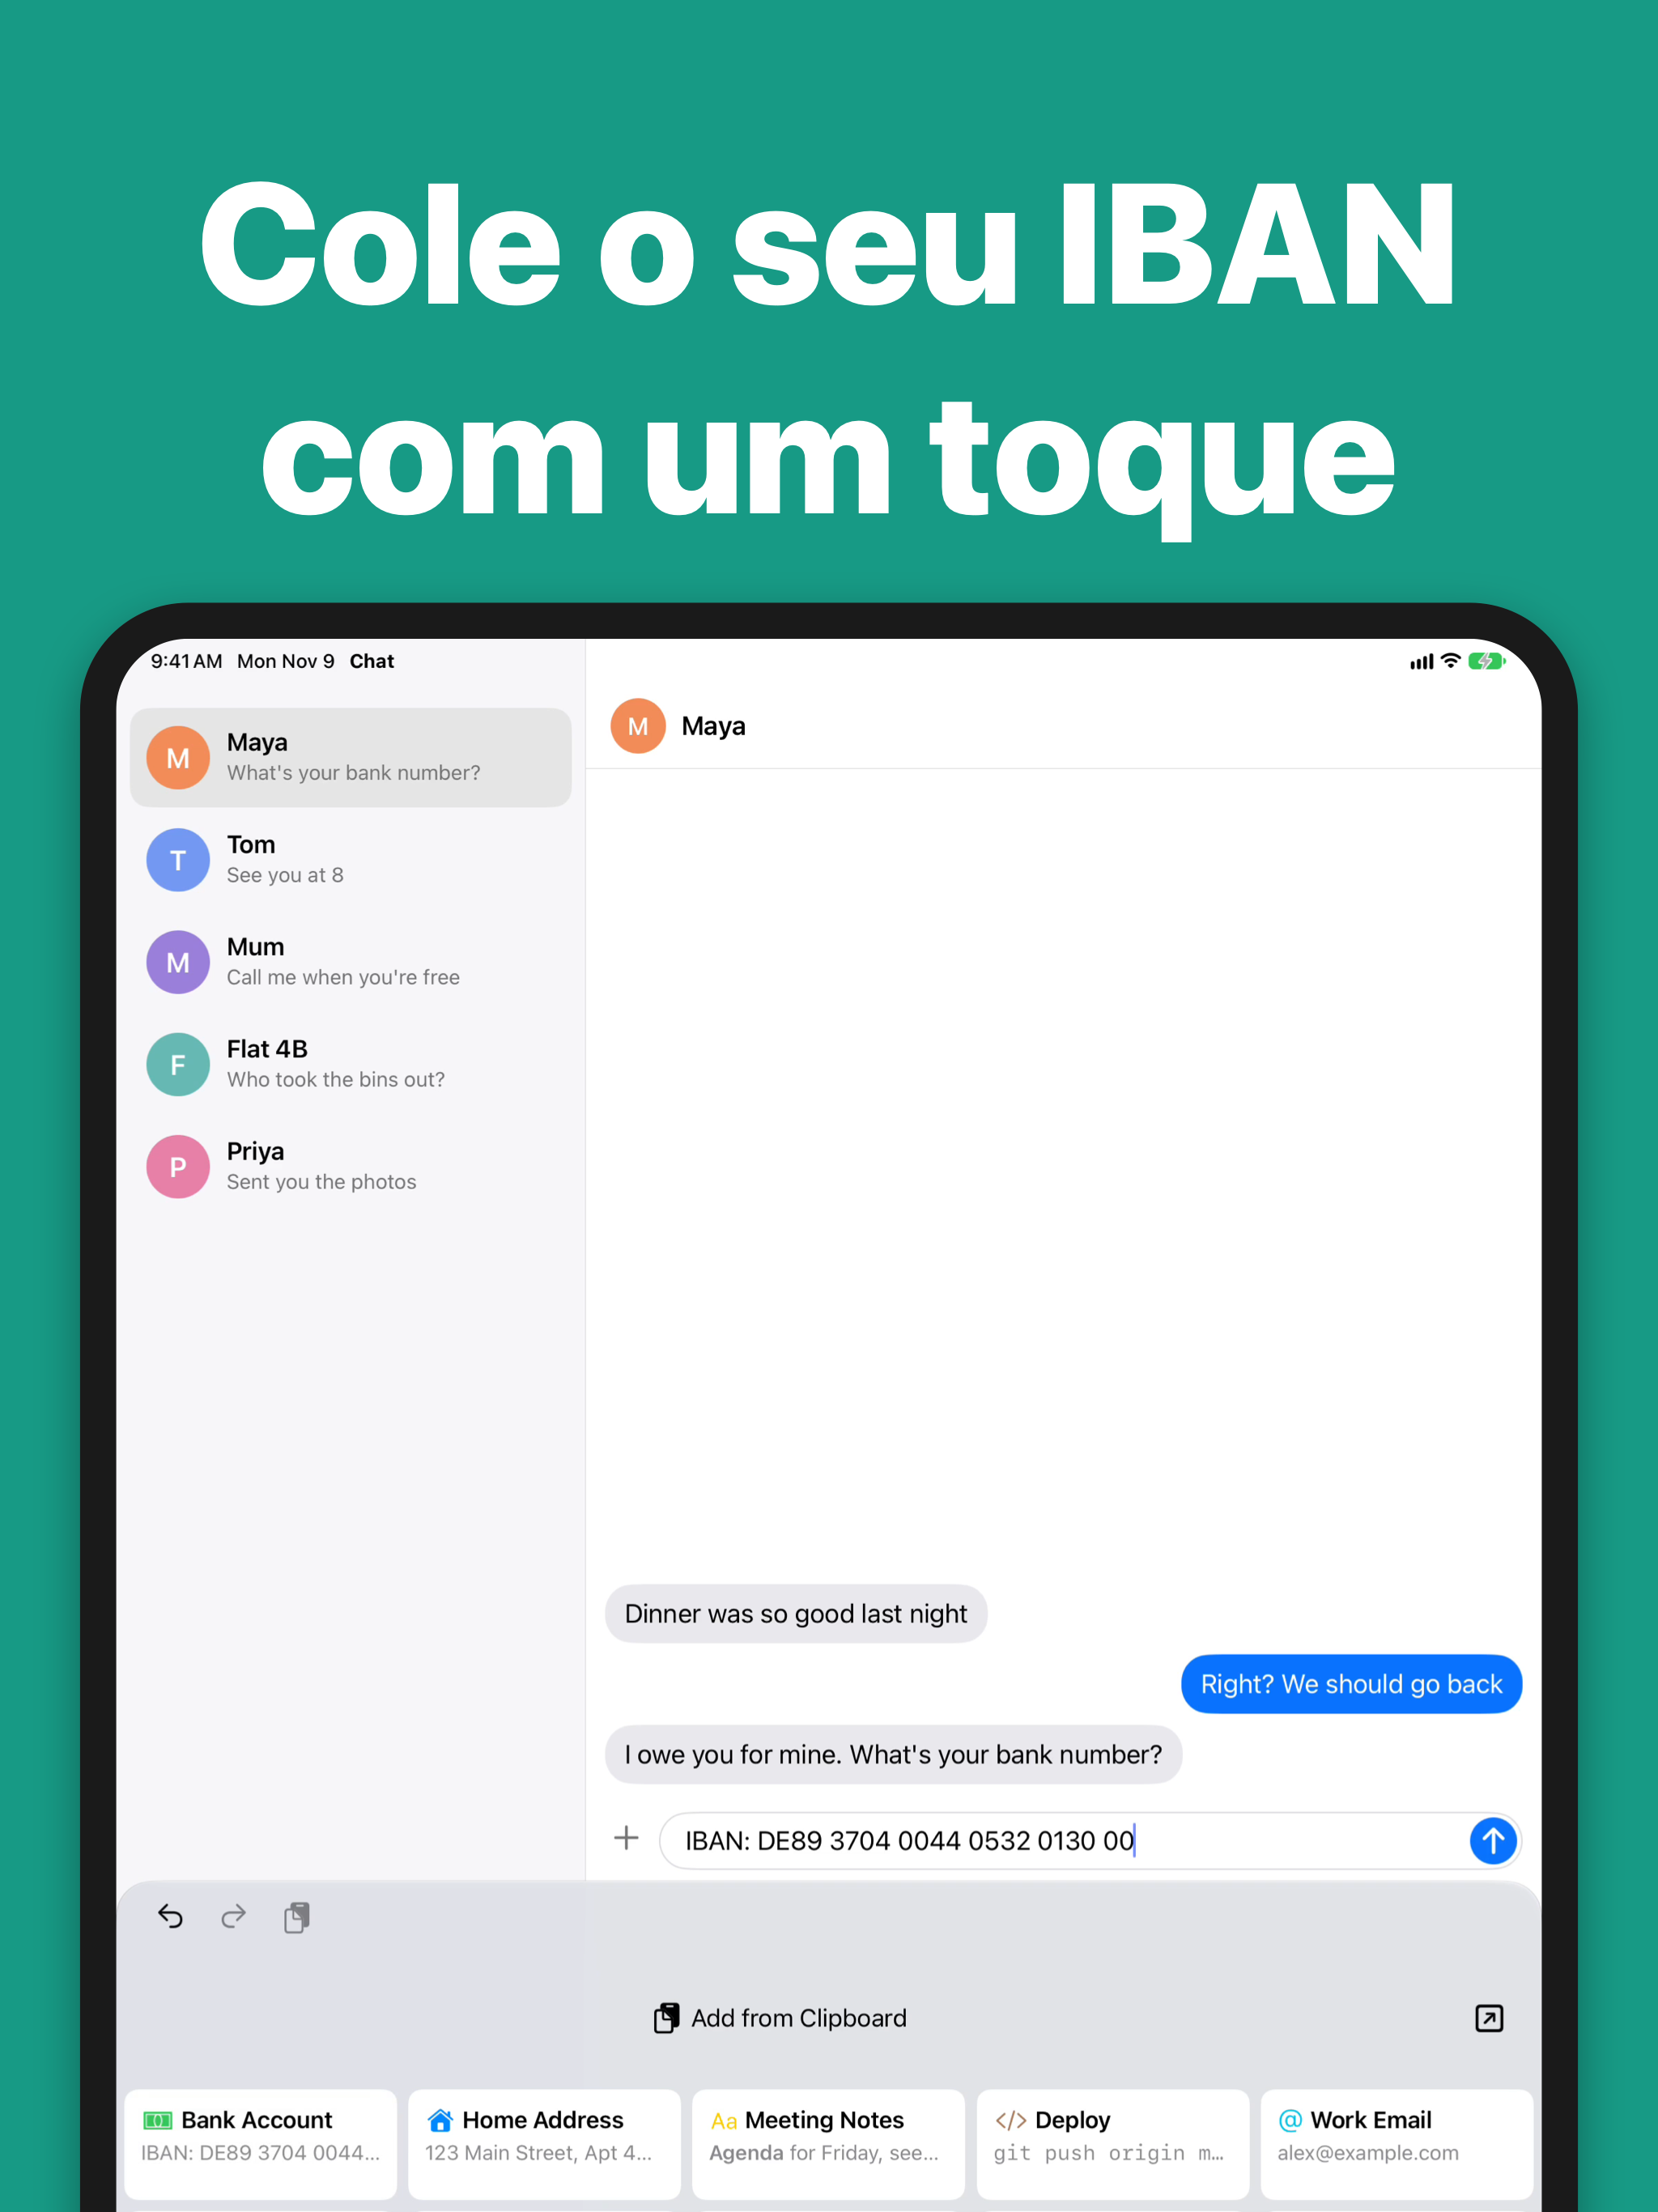 Cole o seu IBAN
com um toque
9:41 AM Mon Nov 9 Chat
M
Maya
What's your bank number?
T
Tom
See you at 8
M
Mum
Call me when you're free
F
Flat 4B
Who took the bins out?
P
Priya
Sent you the photos
M
Maya
Dinner was so good last night
Right? We should go back
I owe you for mine. What's your bank number?
IBAN: DE89 3704 0044 0532 0130 00
Add from Clipboard
Bank Account
IBAN: DE89 3704 0044...
Home Address
123 Main Street, Apt 4...
Aa Meeting Notes
Agenda for Friday, see...
</> Deploy
git push origin m...
@ Work Email
alex@example.com